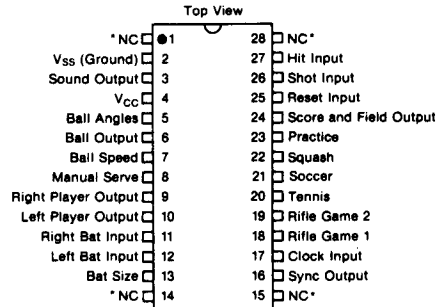 Top View
*NC 1 28 NC*
VSS (Ground) 2 27 Hit Input
Sound Output 3 26 Shot Input
VCC 4 25 Reset Input
Ball Angles 5 24 Score and Field Output
Ball Output 6 23 Practice
Ball Speed 7 22 Squash
Manual Serve 8 21 Soccer
Right Player Output 9 20 Tennis
Left Player Output 10 19 Rifle Game 2
Right Bat Input 11 18 Rifle Game 1
Left Bat Input 12 17 Clock Input
Bat Size 13 16 Sync Output
*NC 14 15 NC*